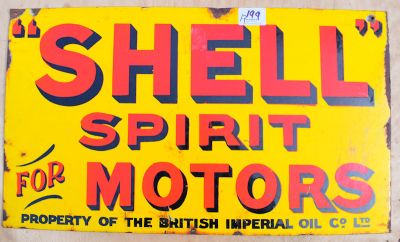 199
"SHELL"
SPIRIT
FOR MOTORS
PROPERTY OF THE BRITISH IMPERIAL OIL CO LTD